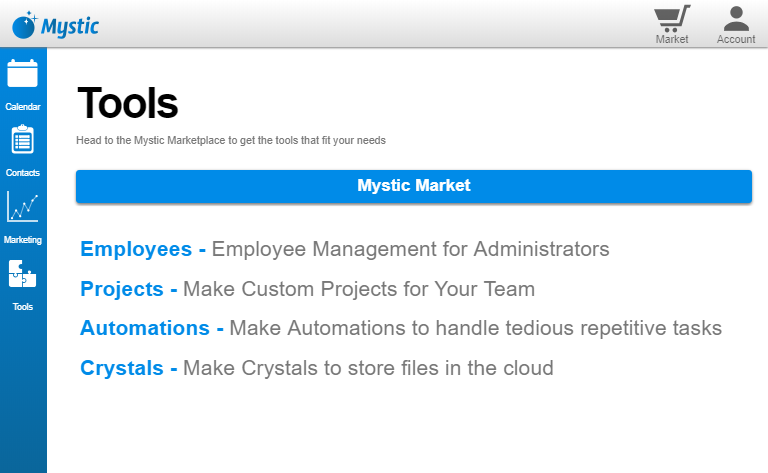 Mystic
Market
Account
Calendar
Contacts
Marketing
Tools
Tools
Head to the Mystic Marketplace to get the tools that fit your needs
Mystic Market
Employees - Employee Management for Administrators
Projects - Make Custom Projects for Your Team
Automations - Make Automations to handle tedious repetitive tasks
Crystals - Make Crystals to store files in the cloud